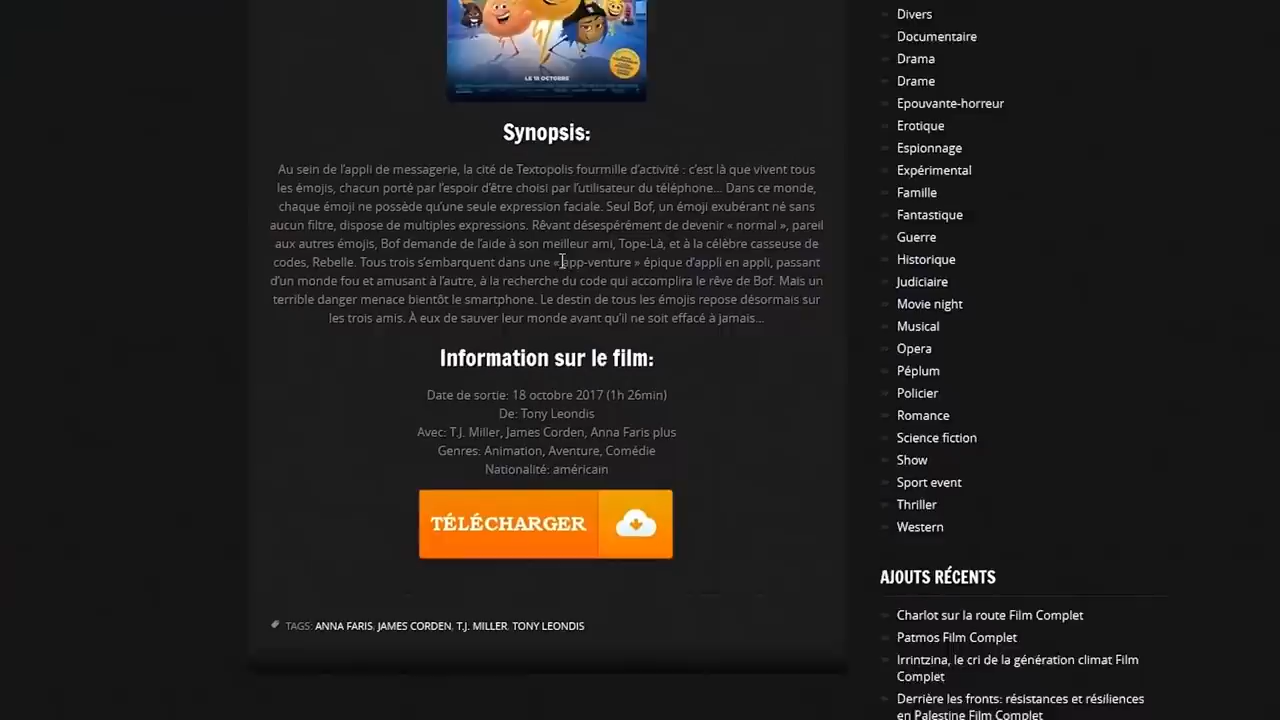 LE 18 OCTOBRE
Synopsis:
Au sein de l'appli de messagerie, la cité de Textopolis fourmille d'activité : c'est là que vivent tous
les émojis, chacun porté par l'espoir d'être choisi par l'utilisateur du téléphone... Dans ce monde,
chaque émoji ne possède qu'une seule expression faciale. Seul Bof, un émoji exubérant né sans
aucun filtre, dispose de multiples expressions. Rêvant désespérément de devenir « normal », pareil
aux autres émojis, Bof demande de l'aide à son meilleur ami, Tope-Là, et à la célèbre casseuse de
codes, Rebelle. Tous trois s'embarquent dans une « app-venture » épique d'appli en appli, passant
d'un monde fou et amusant à l'autre, à la recherche du code qui accomplira le rêve de Bof. Mais un
terrible danger menace bientôt le smartphone. Le destin de tous les émojis repose désormais sur
les trois amis. À eux de sauver leur monde avant qu'il ne soit effacé à jamais...
Information sur le film:
Date de sortie: 18 octobre 2017 (1h 26min)
De: Tony Leondis
Avec: T.J. Miller, James Corden, Anna Faris plus
Genres: Animation, Aventure, Comédie
Nationalité: américain
TÉLÉCHARGER
TAGS: ANNA FARIS, JAMES CORDEN, T.J. MILLER, TONY LEONDIS
Divers
Documentaire
Drama
Drame
Epouvante-horreur
Erotique
Espionnage
Expérimental
Famille
Fantastique
Guerre
Historique
Judiciaire
Movie night
Musical
Opera
Péplum
Policier
Romance
Science fiction
Show
Sport event
Thriller
Western
AJOUTS RÉCENTS
Charlot sur la route Film Complet
Patmos Film Complet
Irrintzina, le cri de la génération climat Film
Complet
Derrière les fronts: résistances et résiliences
en Palestine Film Complet